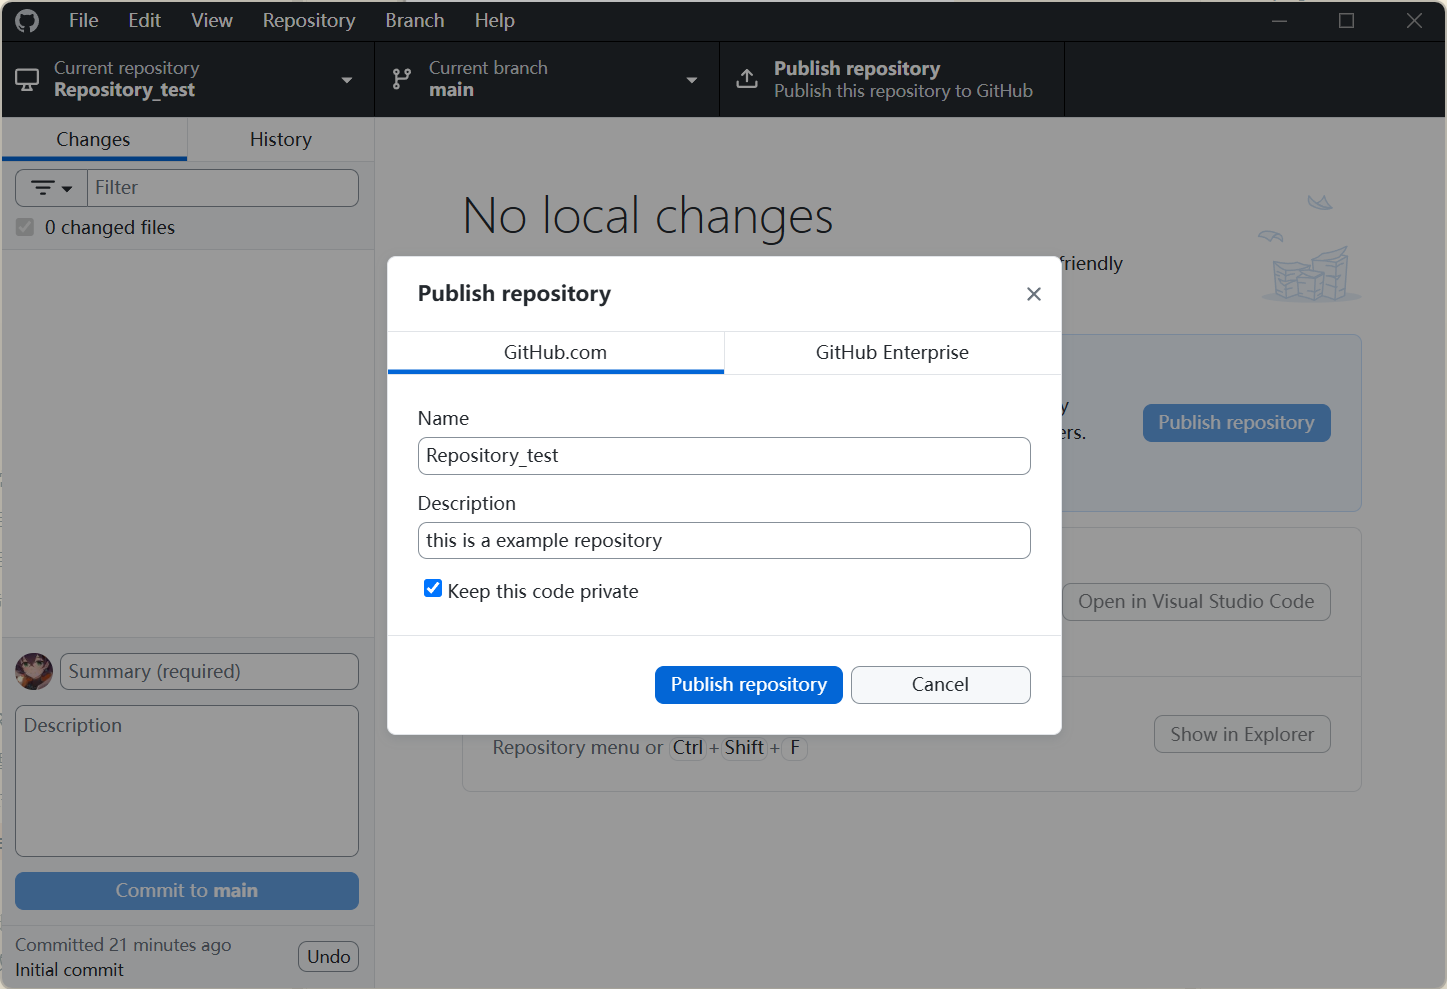 File Edit View Repository Branch Help
Current repository
Repository_test
Current branch
main
Publish repository
Publish this repository to GitHub
Changes History
Filter
0 changed files
No local changes
friendly
Publish repository
GitHub.com GitHub Enterprise
Name
Repository_test
Description
this is a example repository
Keep this code private
Publish repository Cancel
y
ers.
Publish repository
Open in Visual Studio Code
Repository menu or Ctrl + Shift + F
Show in Explorer
Summary (required)
Description
Commit to main
Committed 21 minutes ago
Initial commit
Undo